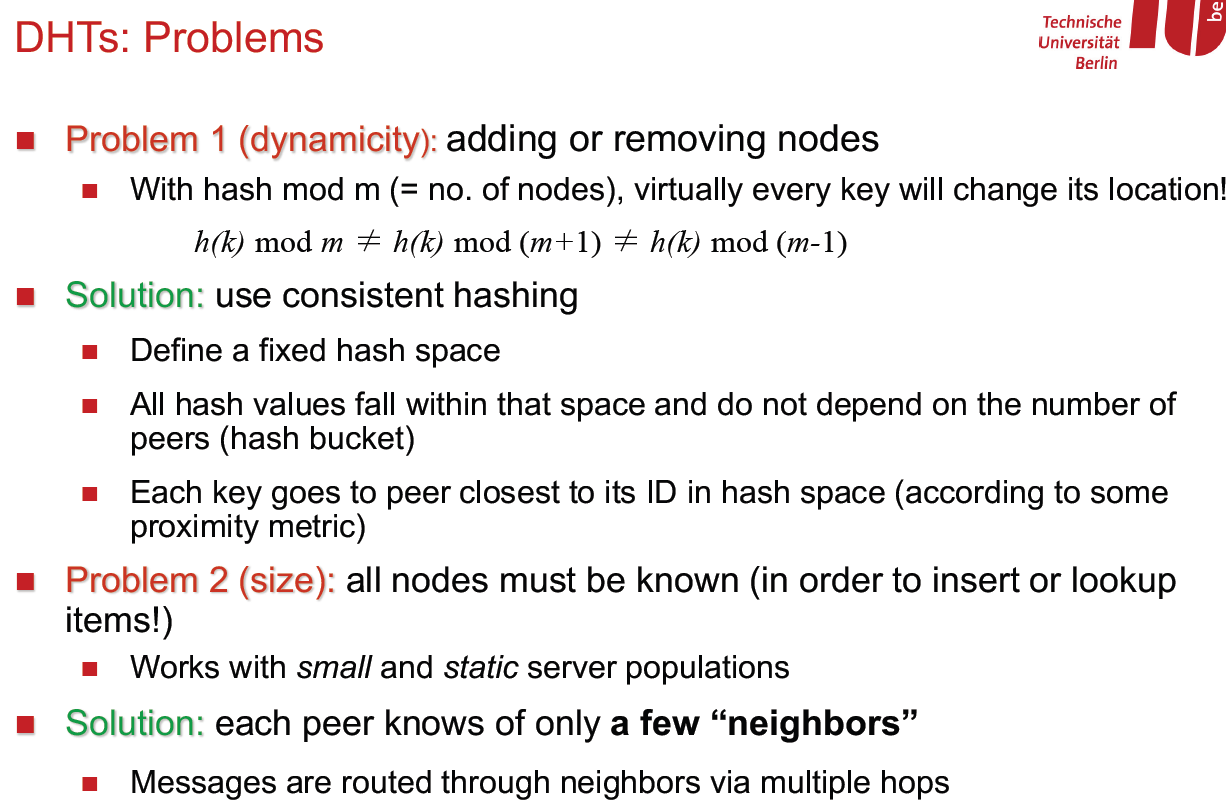 DHTs: Problems
Technische
Universität
Berlin
be
Problem 1 (dynamicity): adding or removing nodes
With hash mod m (= no. of nodes), virtually every key will change its location!
h(k) mod m ≠ h(k) mod (m+1) ≠ h(k) mod (m-1)
Solution: use consistent hashing
Define a fixed hash space
All hash values fall within that space and do not depend on the number of
peers (hash bucket)
Each key goes to peer closest to its ID in hash space (according to some
proximity metric)
Problem 2 (size): all nodes must be known (in order to insert or lookup
items!)
Works with small and static server populations
Solution: each peer knows of only a few “neighbors”
Messages are routed through neighbors via multiple hops